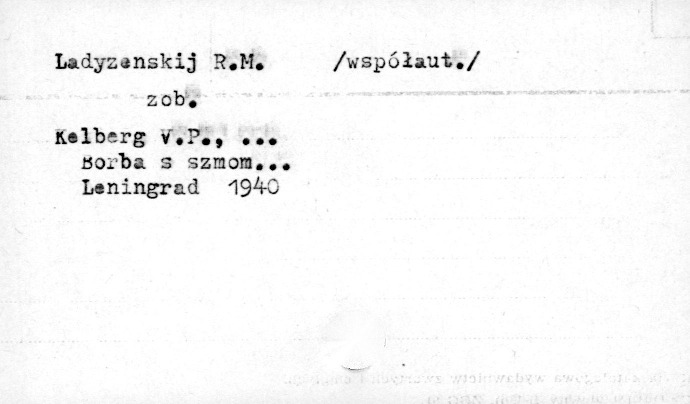 Ladyzenskij R.M. /współaut./
zob.
Kelberg V.P., ...
Borba s szmom...
Leningrad 1940